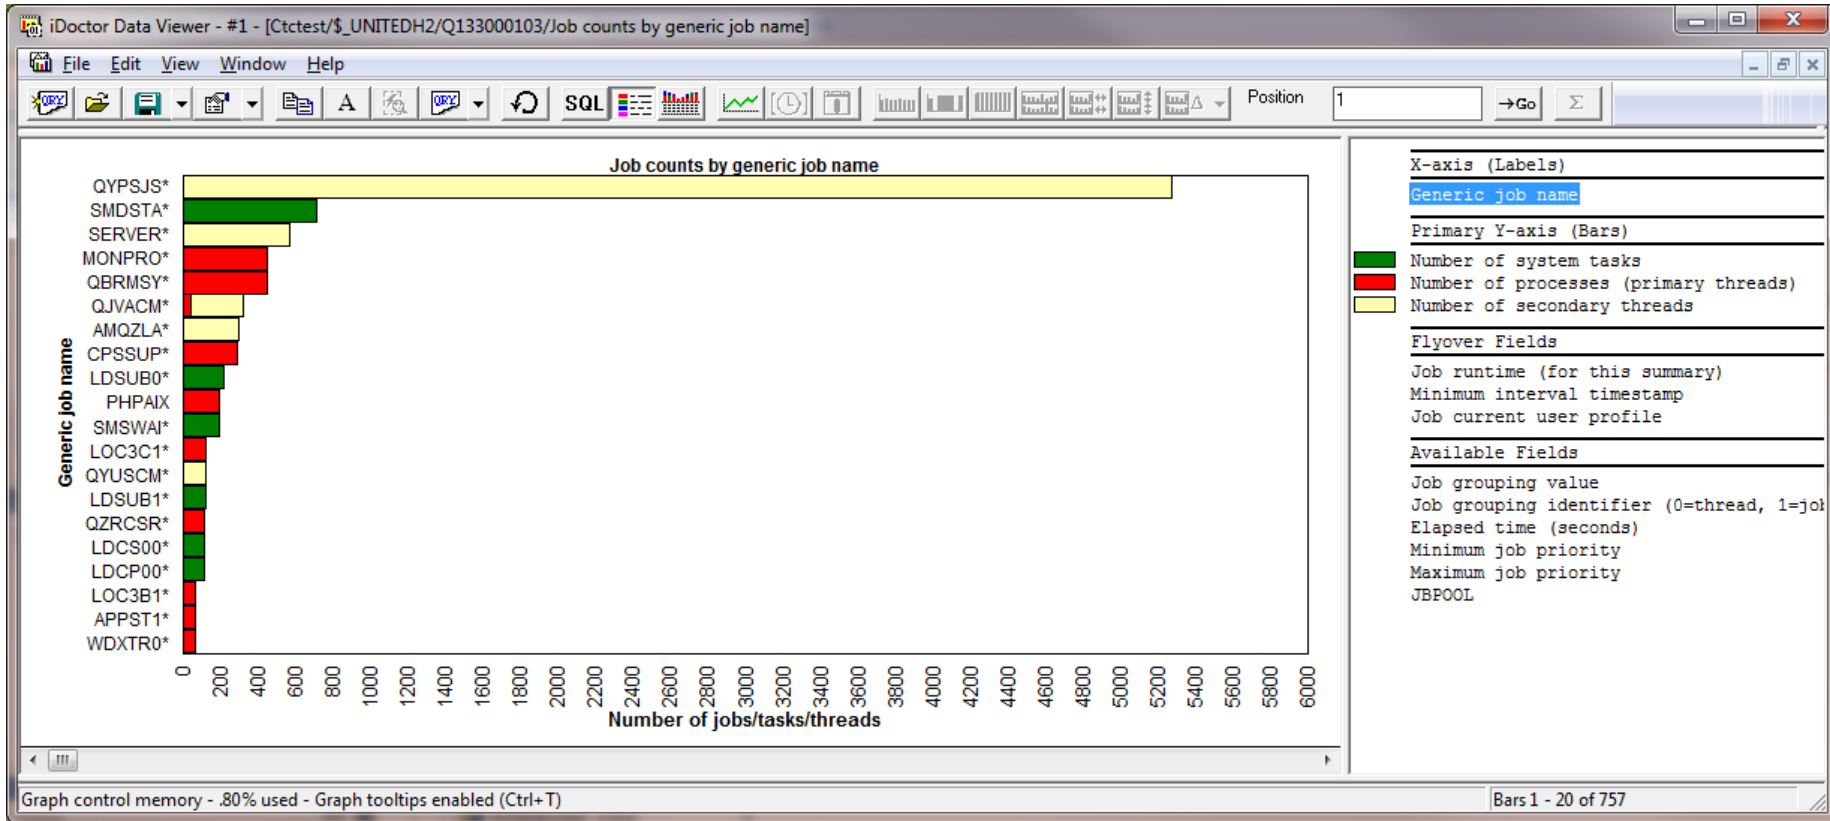 iDoctor Data Viewer - #1 - [Ctctest/$_UNITEDH2/Q133000103/Job counts by generic job name]
File Edit View Window Help
QRY A QRY SQL Position 1 →Go Σ
Job counts by generic job name
Generic job name
QYPSJS*
SMDSTA*
SERVER*
MONPRO*
QBRMSY*
QJVACM*
AMQZLA*
CPSSUP*
LDSUB0*
PHPAIX
SMSWAI*
LOC3C1*
QYUSCM*
LDSUB1*
QZRCSR*
LDCS00*
LDCP00*
LOC3B1*
APPST1*
WDXTR0*
0 200 400 600 800 1000 1200 1400 1600 1800 2000 2200 2400 2600 2800 3000 3200 3400 3600 3800 4000 4200 4400 4600 4800 5000 5200 5400 5600 5800 6000
Number of jobs/tasks/threads
X-axis (Labels)
Generic job name
Primary Y-axis (Bars)
Number of system tasks
Number of processes (primary threads)
Number of secondary threads
Flyover Fields
Job runtime (for this summary)
Minimum interval timestamp
Job current user profile
Available Fields
Job grouping value
Job grouping identifier (0=thread, 1=job
Elapsed time (seconds)
Minimum job priority
Maximum job priority
JBPOOL
Graph control memory - .80% used - Graph tooltips enabled (Ctrl+T)
Bars 1 - 20 of 757